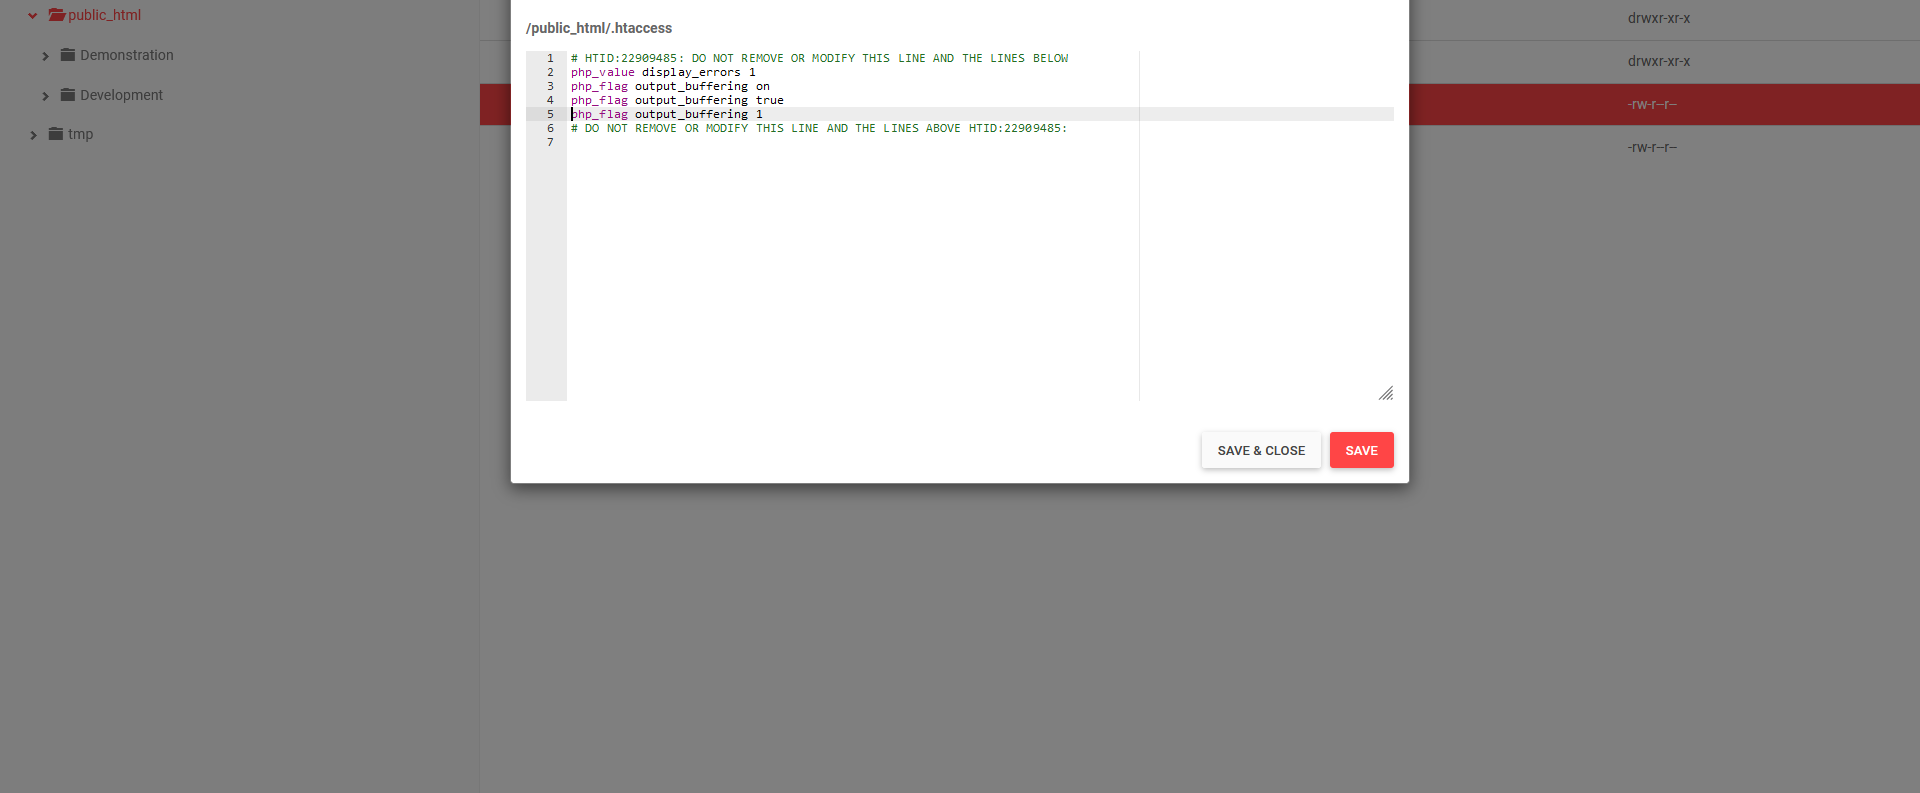 public_html
Demonstration
Development
tmp
/public_html/.htaccess
1 # HTID:22909485: DO NOT REMOVE OR MODIFY THIS LINE AND THE LINES BELOW
2 php_value display_errors 1
3 php_flag output_buffering on
4 php_flag output_buffering true
5 php_flag output_buffering 1
6 # DO NOT REMOVE OR MODIFY THIS LINE AND THE LINES ABOVE HTID:22909485:
7
SAVE & CLOSE SAVE
drwxr-xr-x
drwxr-xr-x
-rw-r--r--
-rw-r--r--